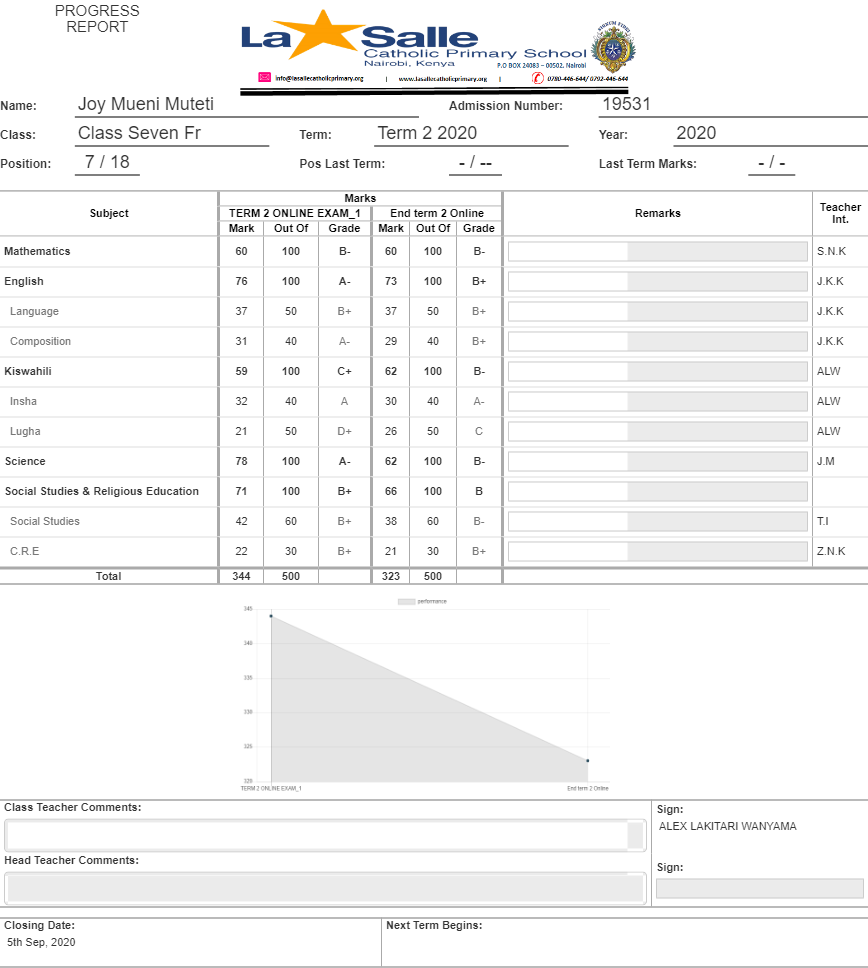 PROGRESS
REPORT
La Salle
Catholic Primary School
Nairobi, Kenya
P.O BOX 24083 – 00502, Nairobi
info@lasallecatholicprimary.org | www.lasallecatholicprimary.org | 0780-446-644/ 0792-446-644
Name: Joy Mueni Muteti Admission Number: 19531
Class: Class Seven Fr Term: Term 2 2020 Year: 2020
Position: 7 / 18 Pos Last Term: - / -- Last Term Marks: - / -
Marks
Subject TERM 2 ONLINE EXAM_1 End term 2 Online Remarks Teacher Int.
Mark Out Of Grade Mark Out Of Grade
Mathematics 60 100 B- 60 100 B- S.N.K
English 76 100 A- 73 100 B+ J.K.K
Language 37 50 B+ 37 50 B+ J.K.K
Composition 31 40 A- 29 40 B+ J.K.K
Kiswahili 59 100 C+ 62 100 B- ALW
Insha 32 40 A 30 40 A- ALW
Lugha 21 50 D+ 26 50 C ALW
Science 78 100 A- 62 100 B- J.M
Social Studies & Religious Education 71 100 B+ 66 100 B
Social Studies 42 60 B+ 38 60 B- T.I
C.R.E 22 30 B+ 21 30 B+ Z.N.K
Total 344 500 323 500
performance
345
340
335
330
325
320
TERM 2 ONLINE EXAM_1 End term 2 Online
Class Teacher Comments: Sign:
ALEX LAKITARI WANYAMA
Head Teacher Comments: Sign:
Closing Date: Next Term Begins:
5th Sep, 2020